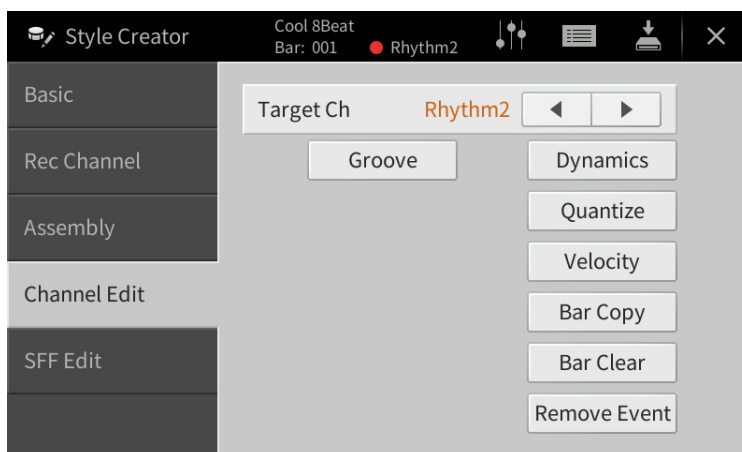 Style Creator
Cool 8Beat
Bar: 001 Rhythm2
Basic
Rec Channel
Assembly
Channel Edit
SFF Edit
Target Ch Rhythm2
Groove
Dynamics
Quantize
Velocity
Bar Copy
Bar Clear
Remove Event